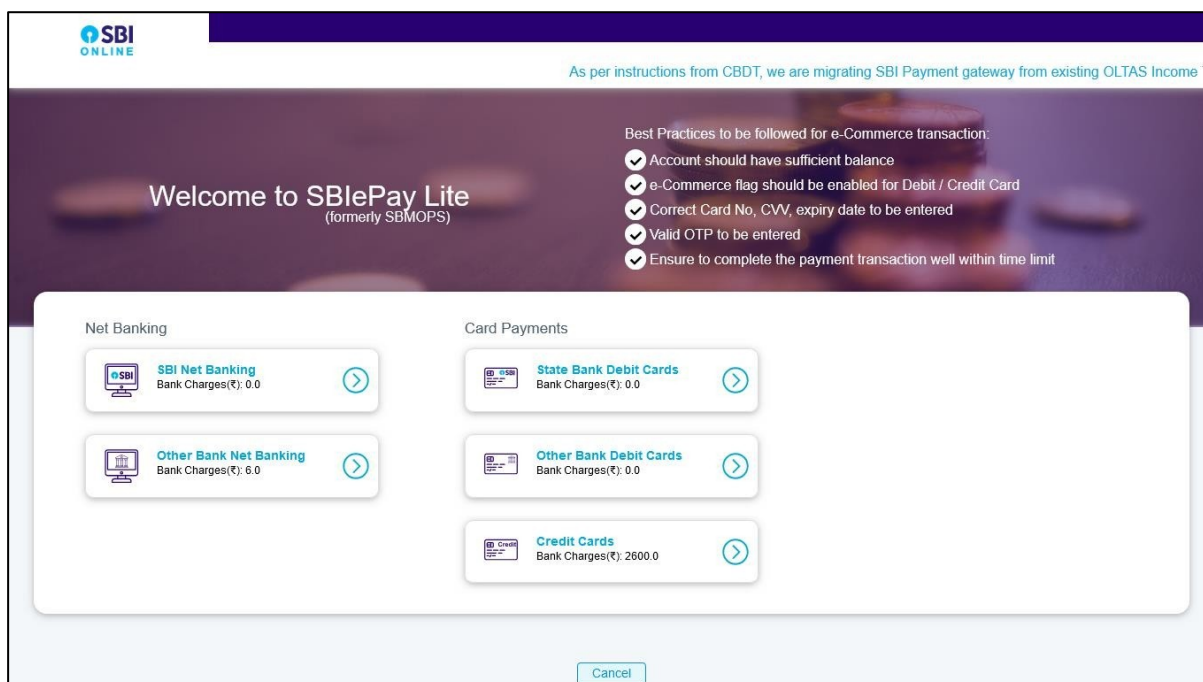 SBI
ONLINE
As per instructions from CBDT, we are migrating SBI Payment gateway from existing OLTAS Income
Welcome to SBIePay Lite
(formerly SBMOPS)
Best Practices to be followed for e-Commerce transaction:
Account should have sufficient balance
e-Commerce flag should be enabled for Debit / Credit Card
Correct Card No, CVV, expiry date to be entered
Valid OTP to be entered
Ensure to complete the payment transaction well within time limit
Net Banking
SBI
SBI Net Banking
Bank Charges(₹): 0.0
Other Bank Net Banking
Bank Charges(₹): 6.0
Card Payments
SBI
State Bank Debit Cards
Bank Charges(₹): 0.0
Other Bank Debit Cards
Bank Charges(₹): 0.0
Credit
Credit Cards
Bank Charges(₹): 2600.0
Cancel